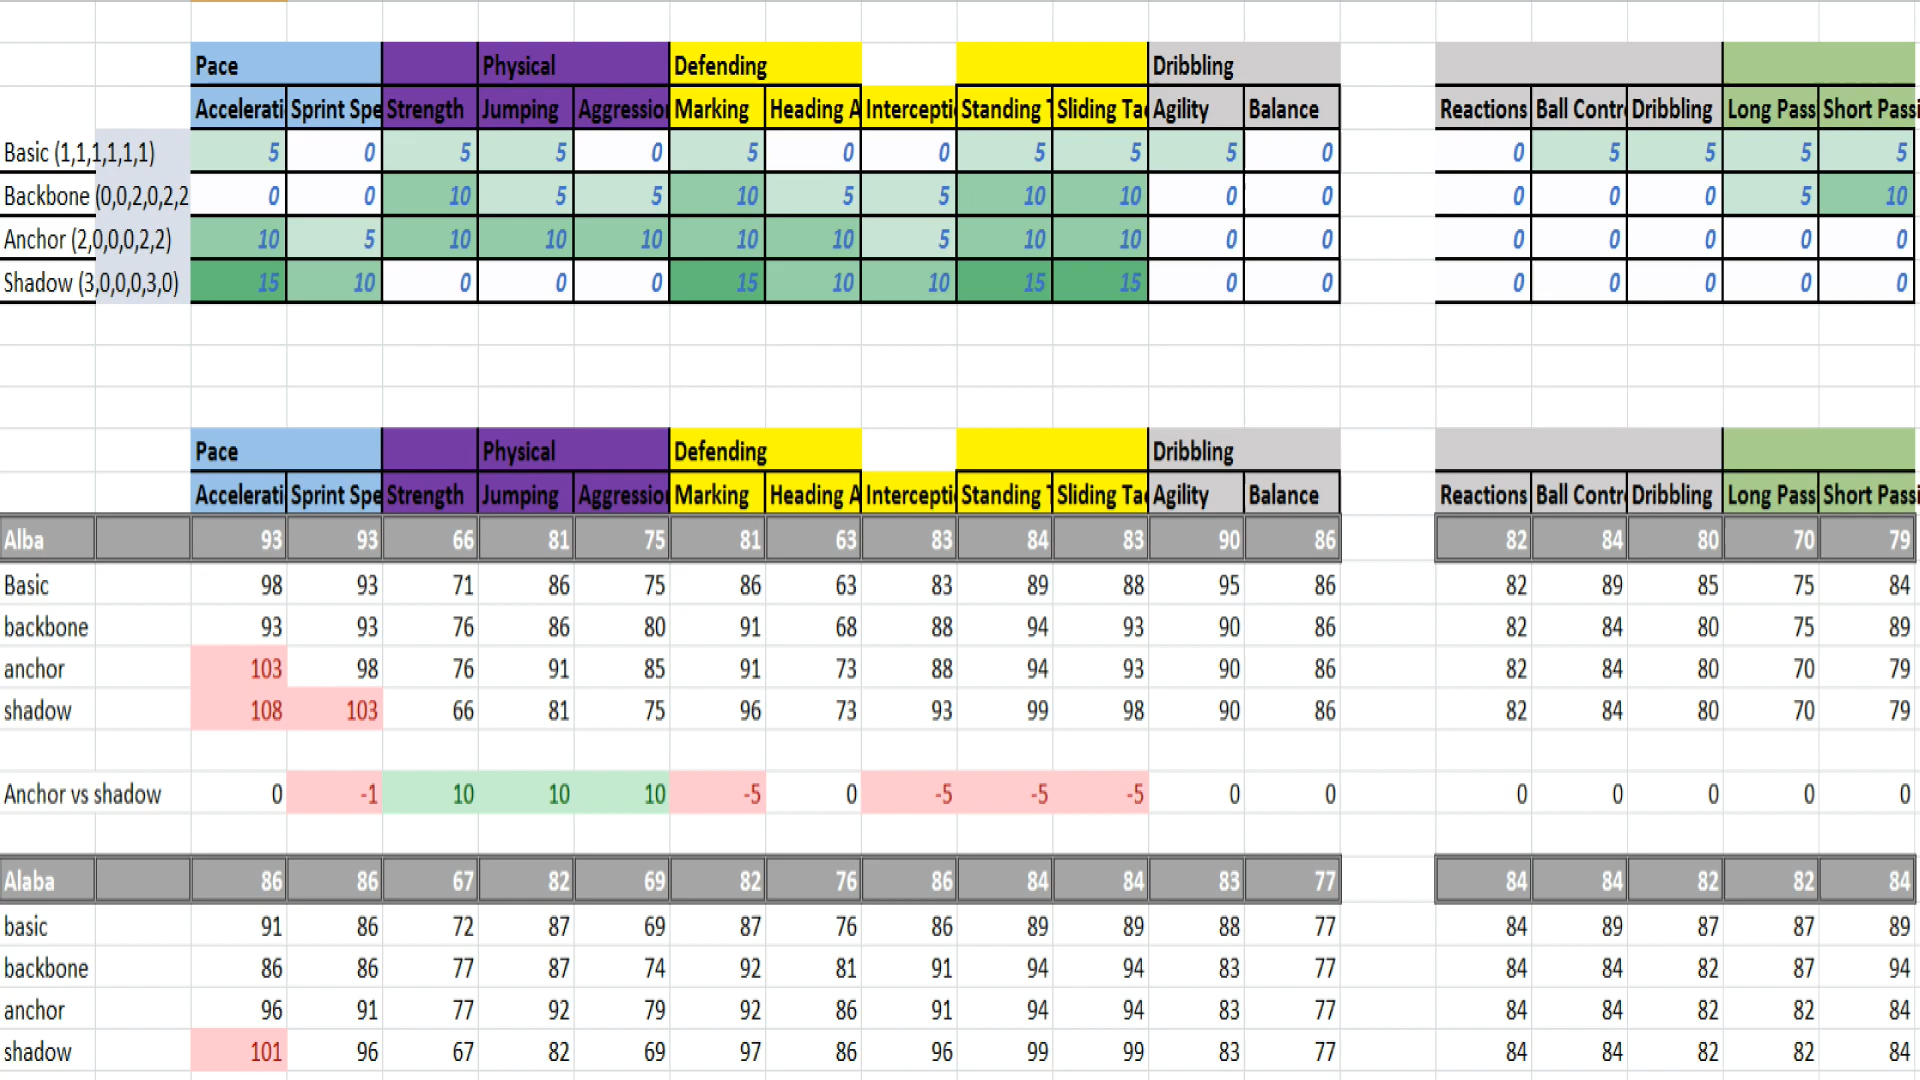 Pace Physical Defending Dribbling
Accelerati Sprint Spe Strength Jumping Aggression Marking Heading A Intercepti Standing T Sliding Tac Agility Balance Reactions Ball Contr Dribbling Long Pass Short Passi
Basic (1,1,1,1,1,1) 5 0 5 5 0 5 0 0 5 5 5 0 0 5 5 5 5
Backbone (0,0,2,0,2,2 0 0 10 5 5 10 5 5 10 10 0 0 0 0 0 5 10
Anchor (2,0,0,0,2,2) 10 5 10 10 10 10 10 5 10 10 0 0 0 0 0 0 0
Shadow (3,0,0,0,3,0) 15 10 0 0 0 15 10 10 15 15 0 0 0 0 0 0 0
Pace Physical Defending Dribbling
Accelerati Sprint Spe Strength Jumping Aggression Marking Heading A Intercepti Standing T Sliding Tac Agility Balance Reactions Ball Contr Dribbling Long Pass Short Passi
Alba 93 93 66 81 75 81 63 83 84 83 90 86 82 84 80 70 79
Basic 98 93 71 86 75 86 63 83 89 88 95 86 82 89 85 75 84
backbone 93 93 76 86 80 91 68 88 94 93 90 86 82 84 80 75 89
anchor 103 98 76 91 85 91 73 88 94 93 90 86 82 84 80 70 79
shadow 108 103 66 81 75 96 73 93 99 98 90 86 82 84 80 70 79
Anchor vs shadow 0 -1 10 10 10 -5 0 -5 -5 -5 0 0 0 0 0 0 0
Alaba 86 86 67 82 69 82 76 86 84 84 83 77 84 84 82 82 84
basic 91 86 72 87 69 87 76 86 89 89 88 77 84 89 87 87 89
backbone 86 86 77 87 74 92 81 91 94 94 83 77 84 84 82 87 94
anchor 96 91 77 92 79 92 86 91 94 94 83 77 84 84 82 82 84
shadow 101 96 67 82 69 97 86 96 99 99 83 77 84 84 82 82 84